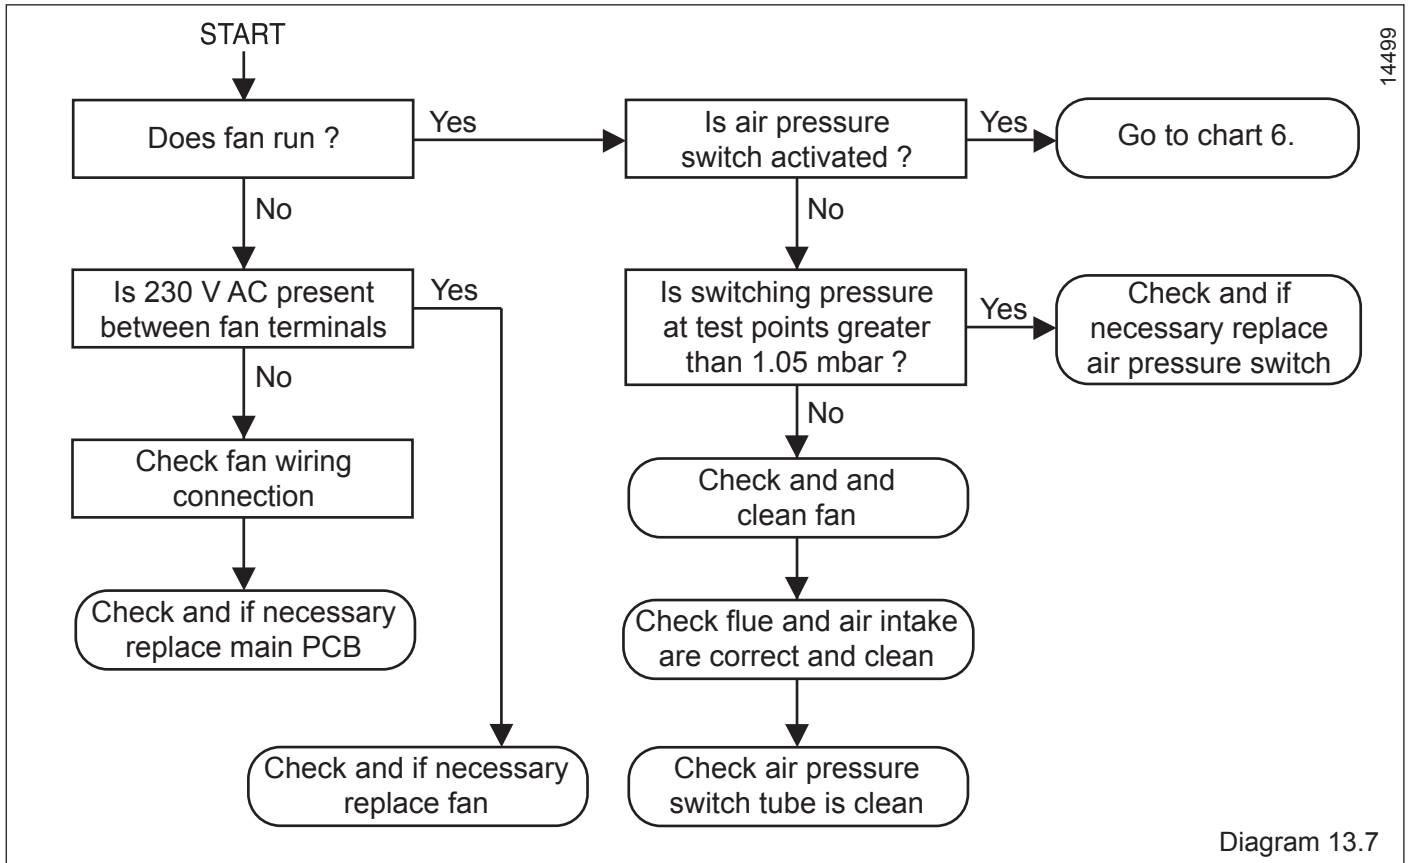 START
14499
Does fan run ?
Yes
Is air pressure
switch activated ?
Yes
Go to chart 6.
No
No
Is 230 V AC present
between fan terminals
Yes
Is switching pressure
at test points greater
than 1.05 mbar ?
Yes
Check and if
necessary replace
air pressure switch
No
No
Check fan wiring
connection
Check and and
clean fan
Check and if necessary
replace main PCB
Check flue and air intake
are correct and clean
Check and if necessary
replace fan
Check air pressure
switch tube is clean
Diagram 13.7